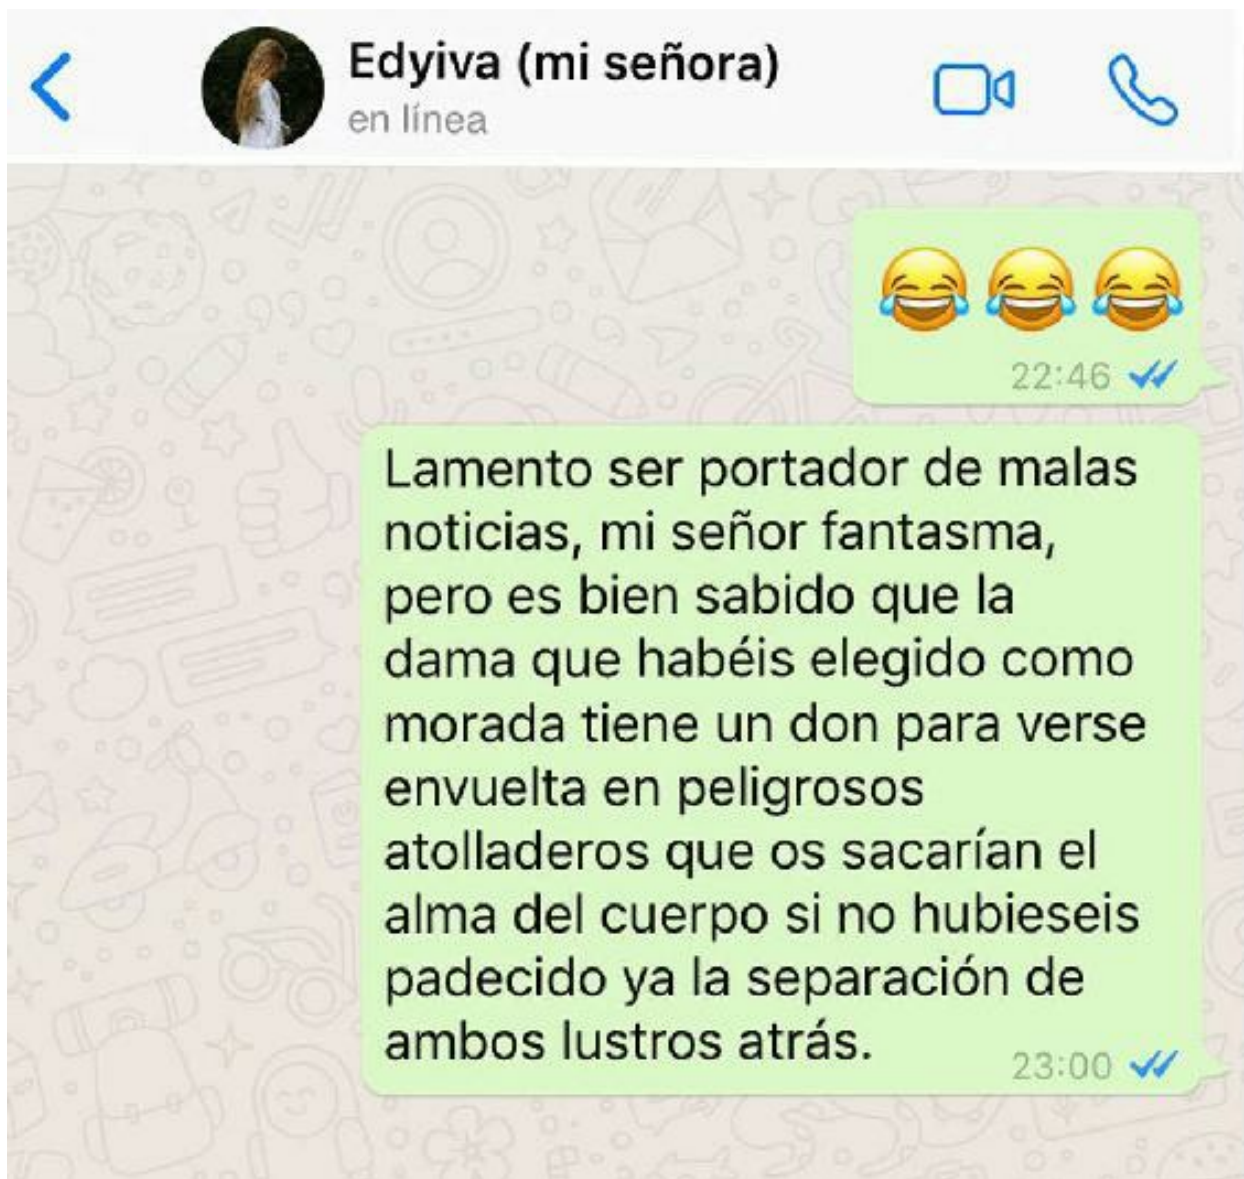 Edyiva (mi señora)
en línea
😂😂😂
22:46
Lamento ser portador de malas
noticias, mi señor fantasma,
pero es bien sabido que la
dama que habéis elegido como
morada tiene un don para verse
envuelta en peligrosos
atolladeros que os sacarían el
alma del cuerpo si no hubieseis
padecido ya la separación de
ambos lustros atrás.
23:00